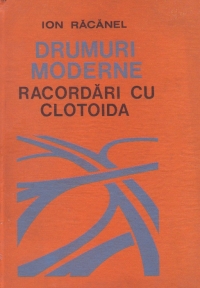 ION RĂCĂNEL
DRUMURI
MODERNE
RACORDĂRI CU
CLOTOIDA